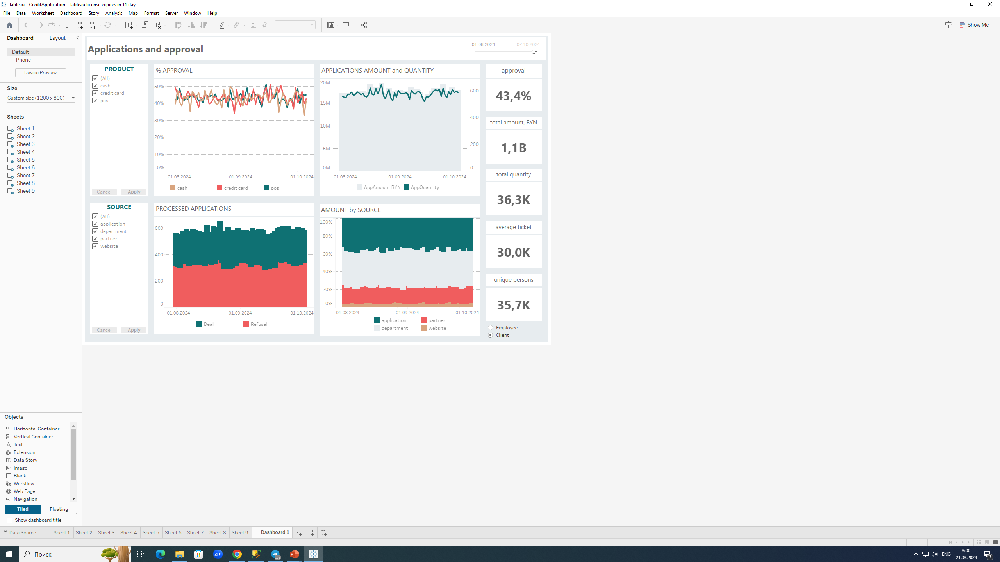 Tableau - CreditApplication - Tableau license expires in 11 days
File Data Worksheet Dashboard Story Analysis Map Format Server Window Help
Show Me
Dashboard Layout
Default
Phone
Device Preview
Size
Custom size (1200 x 800)
Sheets
Sheet 1
Sheet 2
Sheet 3
Sheet 4
Sheet 5
Sheet 6
Sheet 7
Sheet 8
Sheet 9
Objects
Horizontal Container
Vertical Container
Text
Extension
Data Story
Image
Blank
Workflow
Web Page
Navigation
Tiled Floating
Show dashboard title
Applications and approval
01.08.2024 02.10.2024
PRODUCT
(All)
cash
credit card
pos
Cancel Apply
% APPROVAL
50%
40%
30%
20%
10%
0%
01.08.2024 01.09.2024 01.10.2024
cash credit card pos
APPLICATIONS AMOUNT and QUANTITY
20M
15M
10M
5M
0M
600
400
200
0
01.08.2024 01.09.2024 01.10.2024
AppAmount BYN AppQuantity
approval
43,4%
total amount, BYN
1,1B
total quantity
36,3K
average ticket
30,0K
unique persons
35,7K
Employee
Client
SOURCE
(All)
application
department
partner
website
Cancel Apply
PROCESSED APPLICATIONS
600
400
200
0
01.08.2024 01.09.2024 01.10.2024
Deal Refusal
AMOUNT by SOURCE
100%
80%
60%
40%
20%
0%
01.08.2024 01.09.2024 01.10.2024
application partner
department website
Data Source Sheet 1 Sheet 2 Sheet 3 Sheet 4 Sheet 5 Sheet 6 Sheet 7 Sheet 8 Sheet 9 Dashboard 1
Поиск
zm
.03
P
ENG
3:00
21.03.2024
3